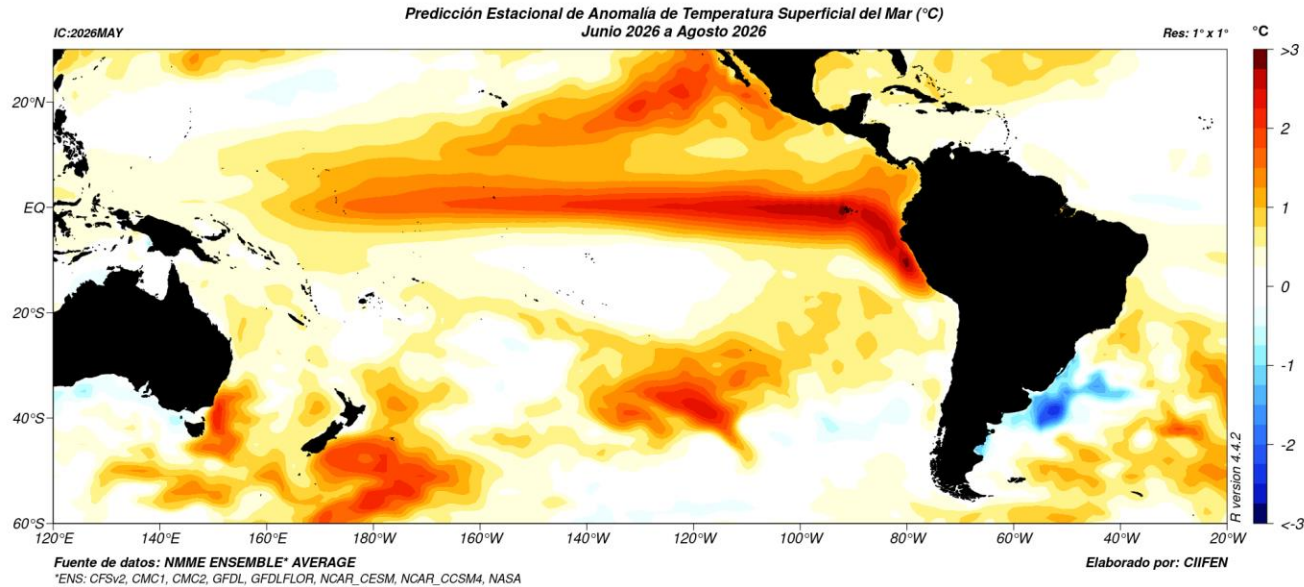 Predicción Estacional de Anomalía de Temperatura Superficial del Mar (°C)
IC:2026MAY
Junio 2026 a Agosto 2026
Res: 1° x 1°
°C
>3
2
1
0
-1
-2
<-3
20°N
EQ
20°S
40°S
60°S
120°E
140°E
160°E
180°W
160°W
140°W
120°W
100°W
80°W
60°W
40°W
20°W
R version 4.4.2
Fuente de datos: NMME ENSEMBLE* AVERAGE
Elaborado por: CIIFEN
*ENS: CFSv2, CMC1, CMC2, GFDL, GFDLFLOR, NCAR_CESM, NCAR_CCSM4, NASA